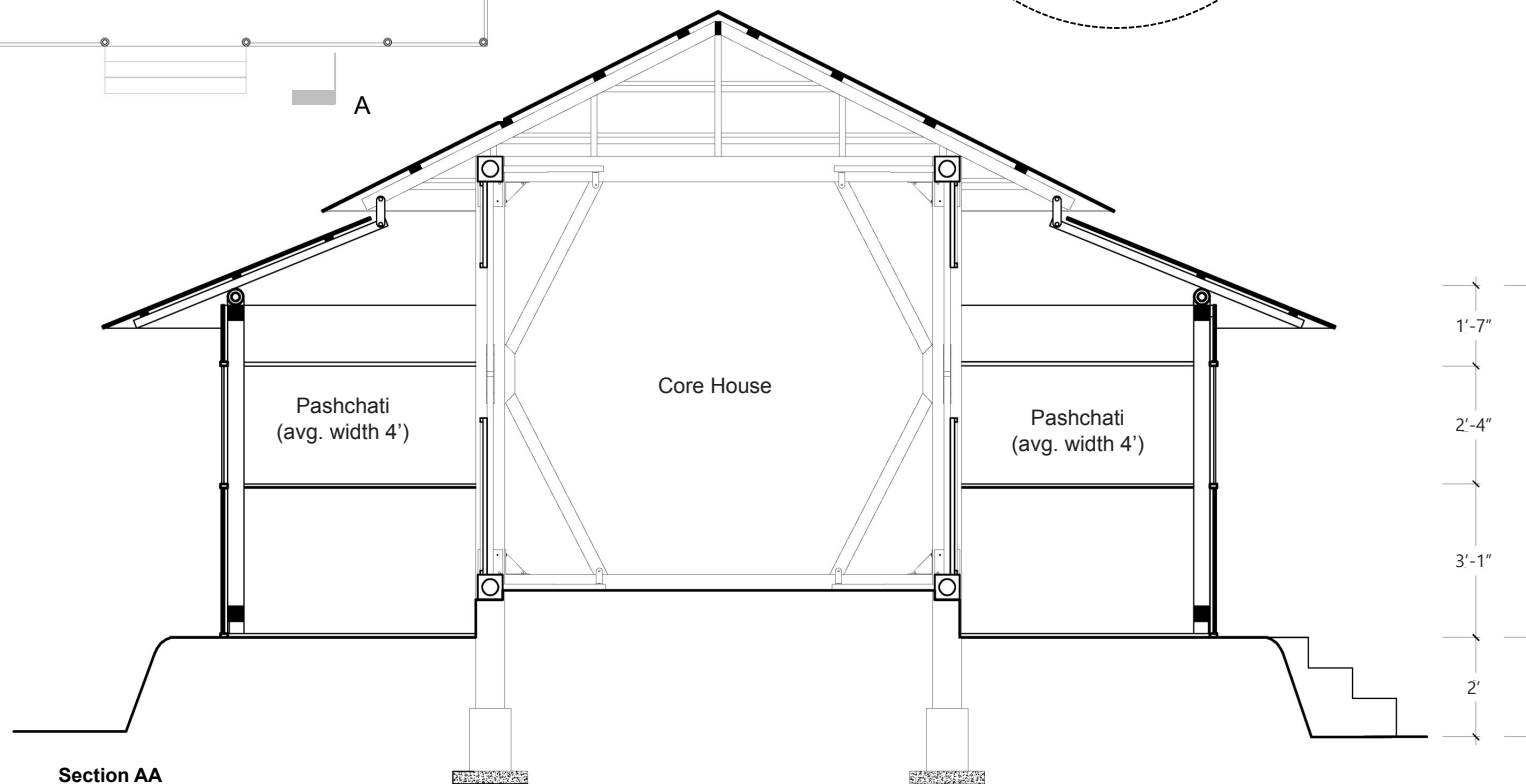 A
1'-7"
Core House
Pashchati
(avg. width 4')
Pashchati
(avg. width 4')
2'-4"
3'-1"
2'
Section AA